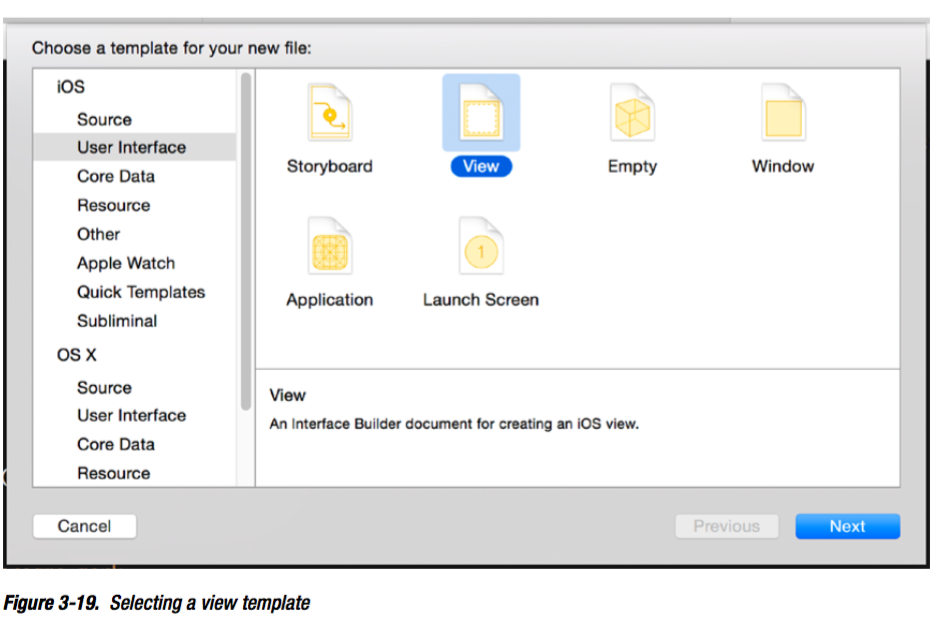 Choose a template for your new file:
iOS
Source
User Interface
Core Data
Resource
Other
Apple Watch
Quick Templates
Subliminal
OS X
Source
User Interface
Core Data
Resource
Storyboard
View
Empty
Window
1
Application
Launch Screen
View
An Interface Builder document for creating an iOS view.
Cancel
Previous
Next
Figure 3-19. Selecting a view template